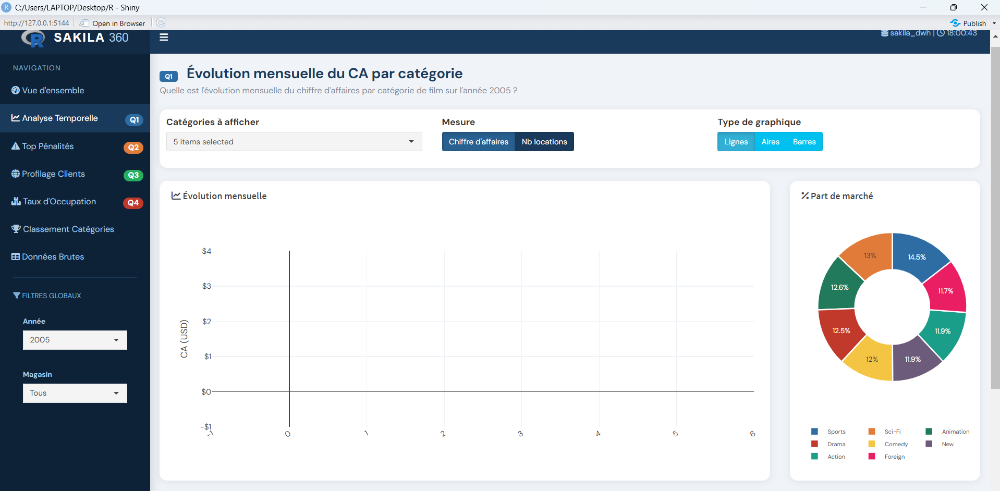 C:/Users/LAPTOP/Desktop/R - Shiny
http://127.0.0.1:5144
Open in Browser
Publish
SAKILA 360
sakila_dwh | 18:00:43
NAVIGATION
Vue d'ensemble
Analyse Temporelle Q1
Top Pénalités Q2
Profilage Clients Q3
Taux d'Occupation Q4
Classement Catégories
Données Brutes
FILTRES GLOBAUX
Année
2005
Magasin
Tous
Q1 Évolution mensuelle du CA par catégorie
Quelle est l'évolution mensuelle du chiffre d'affaires par catégorie de film sur l'année 2005 ?
Catégories à afficher
5 items selected
Mesure
Chiffre d'affaires Nb locations
Type de graphique
Lignes Aires Barres
Évolution mensuelle
CA (USD)
$4
$3
$2
$1
$0
-$1
-1 0 1 2 3 4 5 6
Part de marché
13% 14.5%
12.6% 11.7%
12.5% 11.9%
12% 11.9%
Sports Sci-Fi Animation
Drama Comedy New
Action Foreign